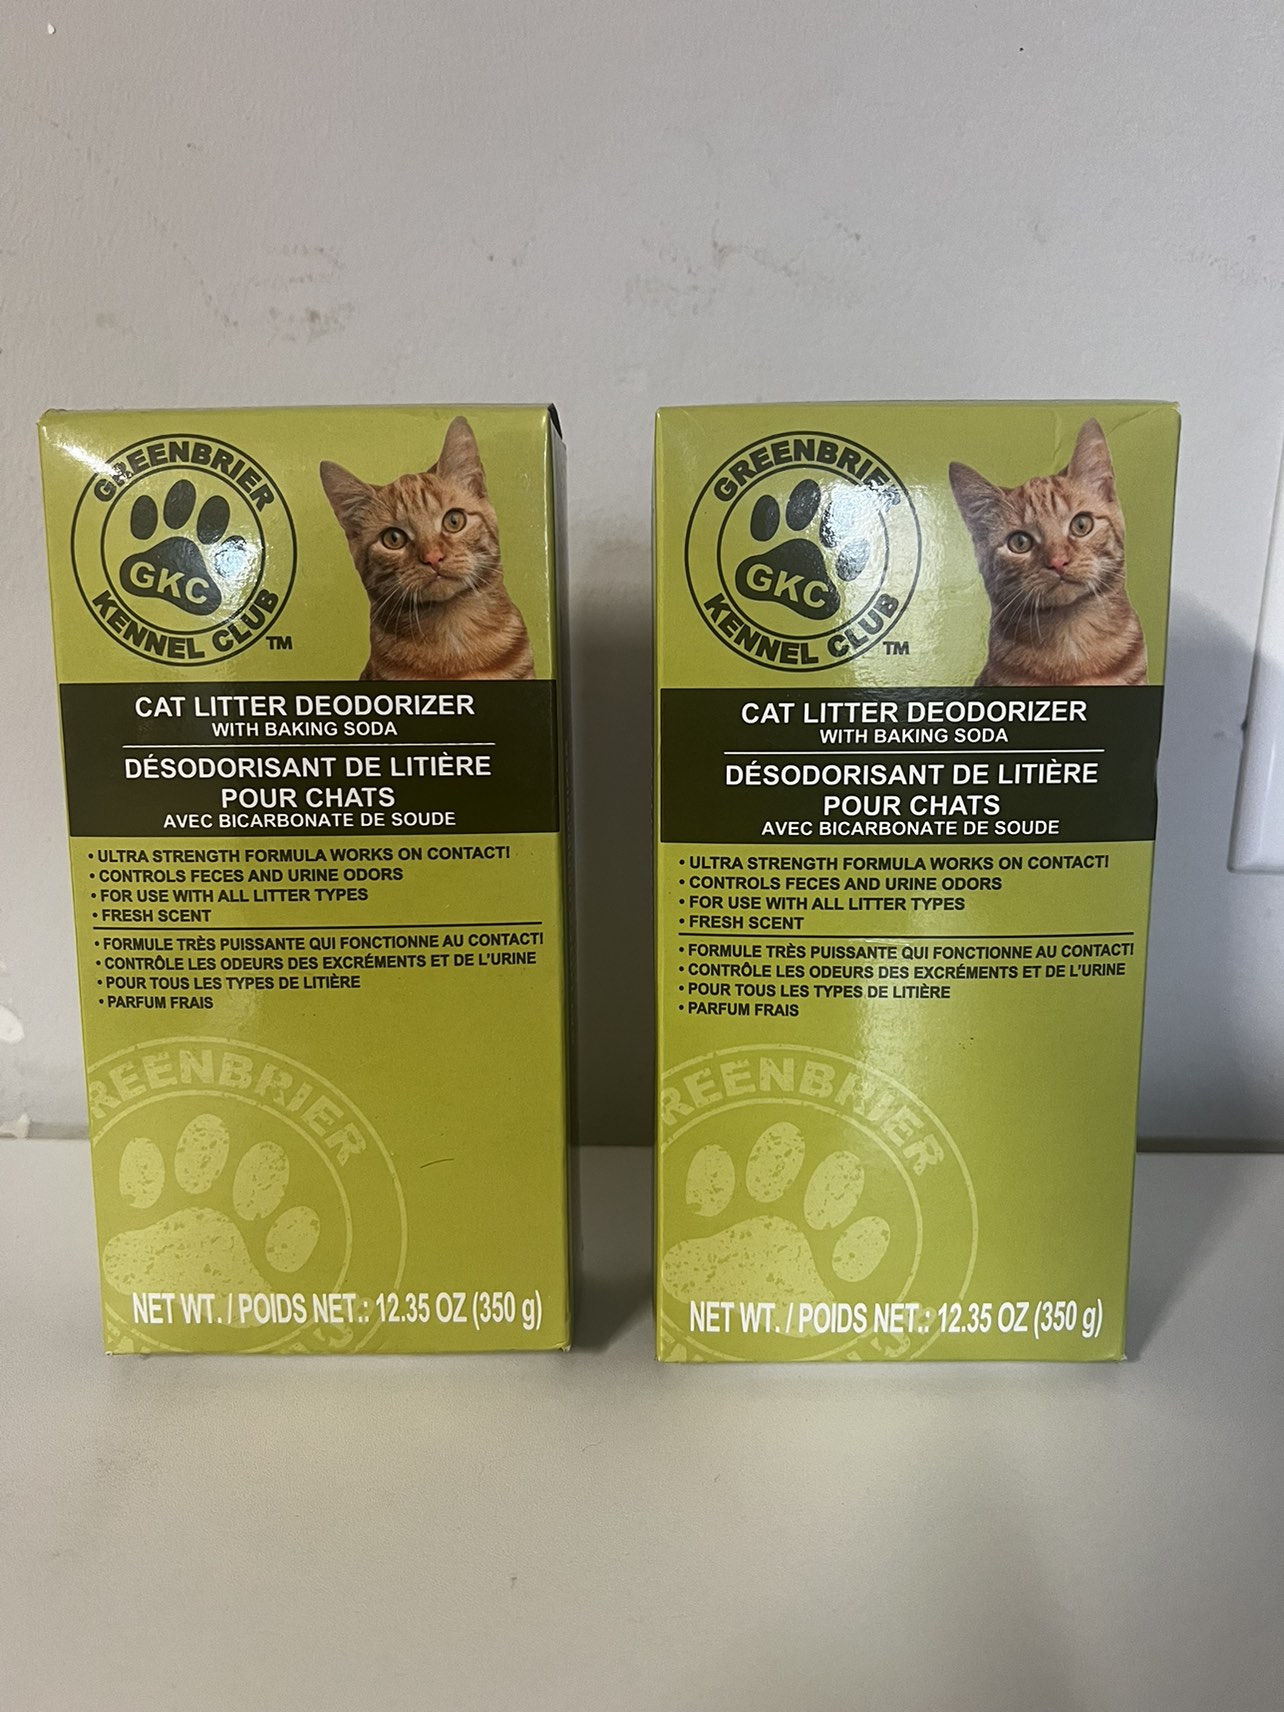 GREENBRIER
GKC
KENNEL CLUB TM
CAT LITTER DEODORIZER
WITH BAKING SODA
DÉSODORISANT DE LITIÈRE
POUR CHATS
AVEC BICARBONATE DE SOUDE
• ULTRA STRENGTH FORMULA WORKS ON CONTACT!
• CONTROLS FECES AND URINE ODORS
• FOR USE WITH ALL LITTER TYPES
• FRESH SCENT
• FORMULE TRÈS PUISSANTE QUI FONCTIONNE AU CONTACT!
• CONTRÔLE LES ODEURS DES EXCRÉMENTS ET DE L'URINE
• POUR TOUS LES TYPES DE LITIÈRE
• PARFUM FRAIS
REENBRIER
NET WT. / POIDS NET.: 12.35 OZ (350 g)
GREENBRIER
GKC
KENNEL CLUB TM
CAT LITTER DEODORIZER
WITH BAKING SODA
DÉSODORISANT DE LITIÈRE
POUR CHATS
AVEC BICARBONATE DE SOUDE
• ULTRA STRENGTH FORMULA WORKS ON CONTACT!
• CONTROLS FECES AND URINE ODORS
• FOR USE WITH ALL LITTER TYPES
• FRESH SCENT
• FORMULE TRÈS PUISSANTE QUI FONCTIONNE AU CONTACT!
• CONTRÔLE LES ODEURS DES EXCRÉMENTS ET DE L'URINE
• POUR TOUS LES TYPES DE LITIÈRE
• PARFUM FRAIS
REENBRIER
NET WT. / POIDS NET.: 12.35 OZ (350 g)